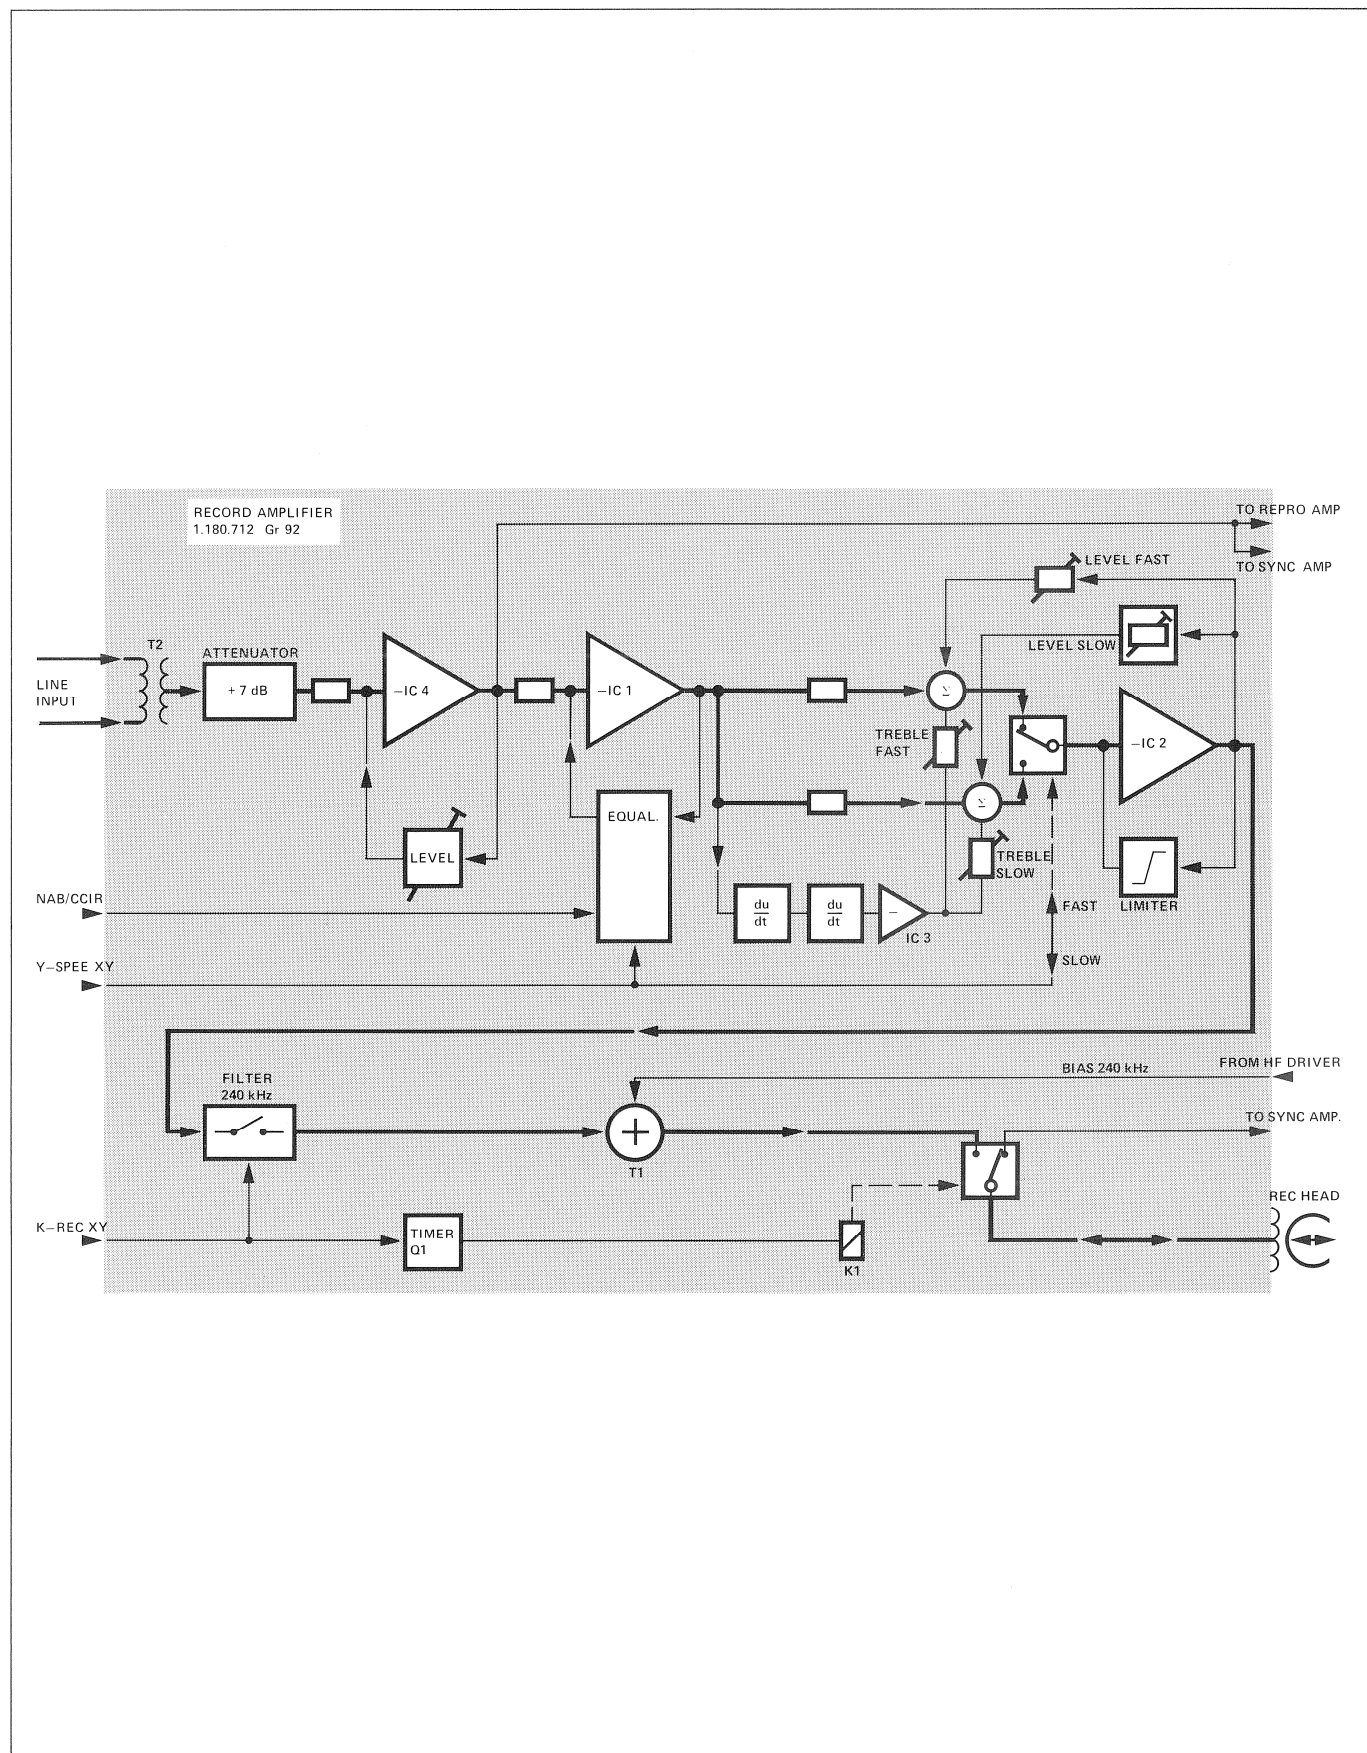 RECORD AMPLIFIER
1.180.712 Gr 92
TO REPRO AMP
TO SYNC AMP
LEVEL FAST
LEVEL SLOW
T2
ATTENUATOR
+ 7 dB
LINE
INPUT
−IC 4
−IC 1
Σ
TREBLE
FAST
−IC 2
Σ
EQUAL.
LEVEL
TREBLE
SLOW
NAB/CCIR
du
dt
du
dt
−
IC 3
FAST
LIMITER
Y−SPEE XY
SLOW
FROM HF DRIVER
BIAS 240 kHz
FILTER
240 kHz
+
T1
TO SYNC AMP.
REC HEAD
K−REC XY
TIMER
Q1
K1